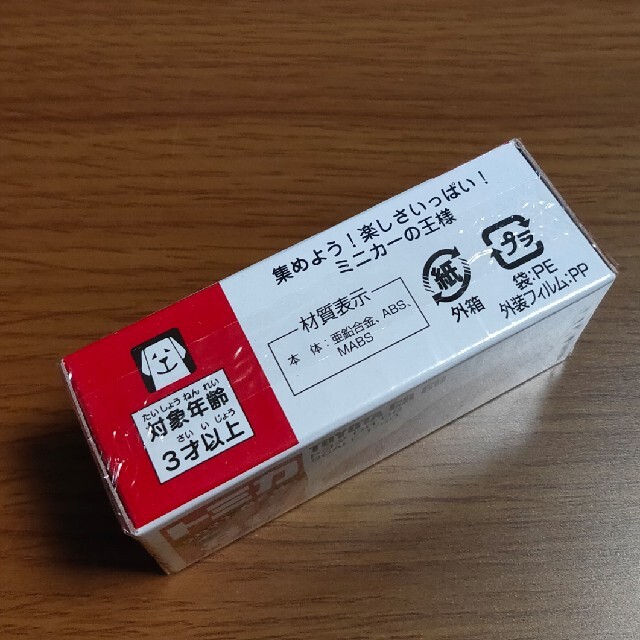 集めよう！楽しさいっぱい！
ミニカーの王様
材質表示
本 体：亜鉛合金、ABS、
MABS
紙
外箱
プラ
袋:PE
外装フィルム:PP
たいしょうねんれい
対象年齢
さいいじょう
3才以上
トミカ